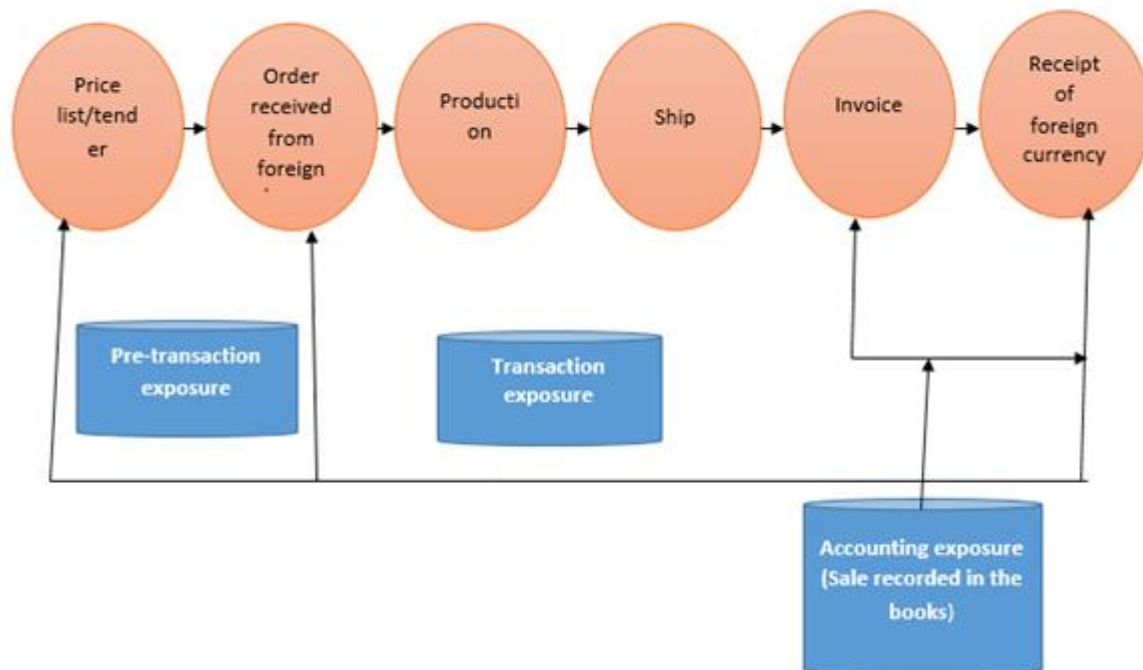 Price
list/tend
er
Order
received
from
foreign
Producti
on
Ship
Invoice
Receipt
of
foreign
currency
Pre-transaction
exposure
Transaction
exposure
Accounting exposure
(Sale recorded in the
books)